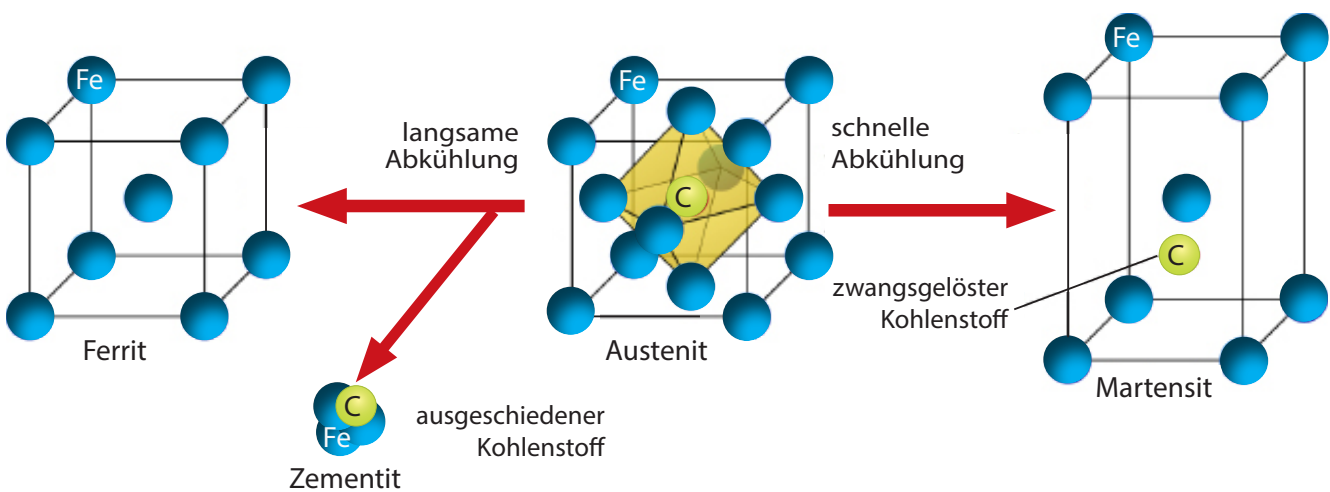 Fe
Fe
Fe
langsame
Abkühlung
schnelle
Abkühlung
C
C
zwangsgelöster
Kohlenstoff
Ferrit
Austenit
Martensit
C
Fe
ausgeschiedener
Kohlenstoff
Zementit